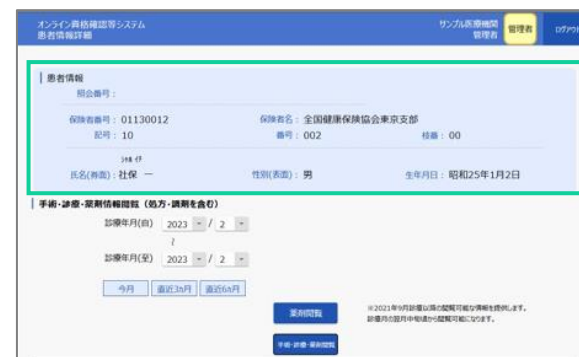 オンライン資格確認等システム
患者情報詳細
サンプル医療機関
管理者
管理者
ログアウト
患者情報
照会番号：
保険者番号：01130012
保険者名：全国健康保険協会東京支部
記号：10
番号：002
枝番：00
氏名(券面)：社保 一
性別(表面)：男
生年月日：昭和25年1月2日
手術・診療・薬剤情報閲覧（処方・調剤を含む）
診療年月(自) 2023 / 2
～
診療年月(至) 2023 / 2
今月
直近3ヵ月
直近6ヵ月
薬剤閲覧
※2021年9月診療以降の閲覧可能な情報を提供します。
診療月の翌月中旬頃から閲覧可能になります。
手術・診療・薬剤閲覧